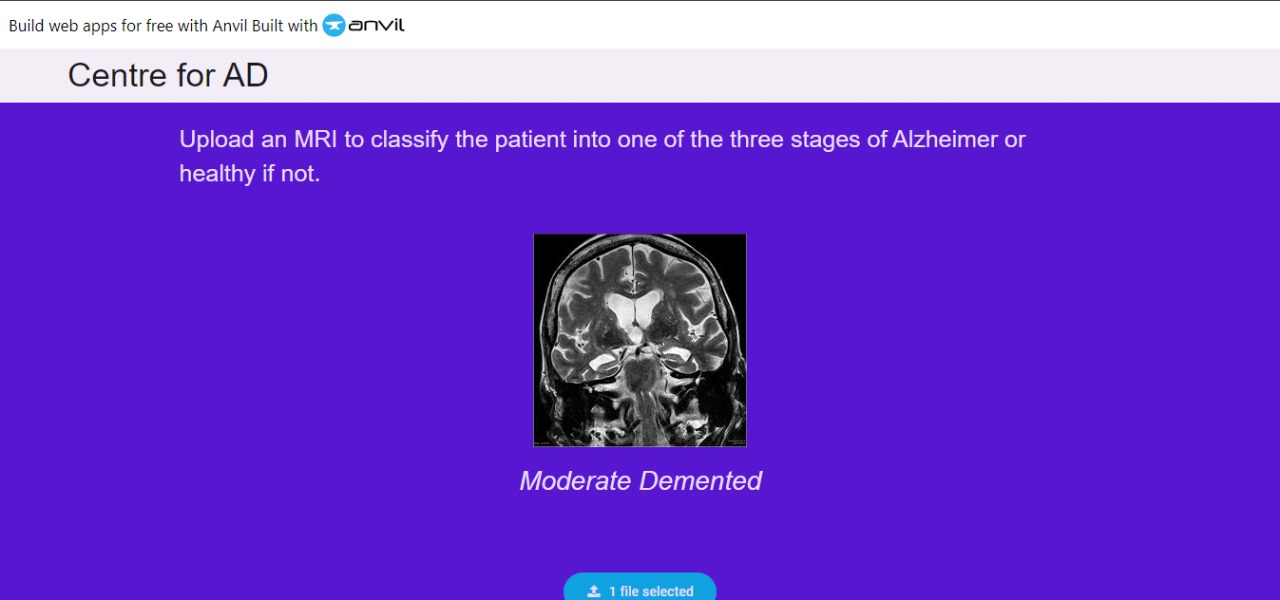 Build web apps for free with Anvil Built with anvil
Centre for AD
Upload an MRI to classify the patient into one of the three stages of Alzheimer or
healthy if not.
Moderate Demented
1 file selected